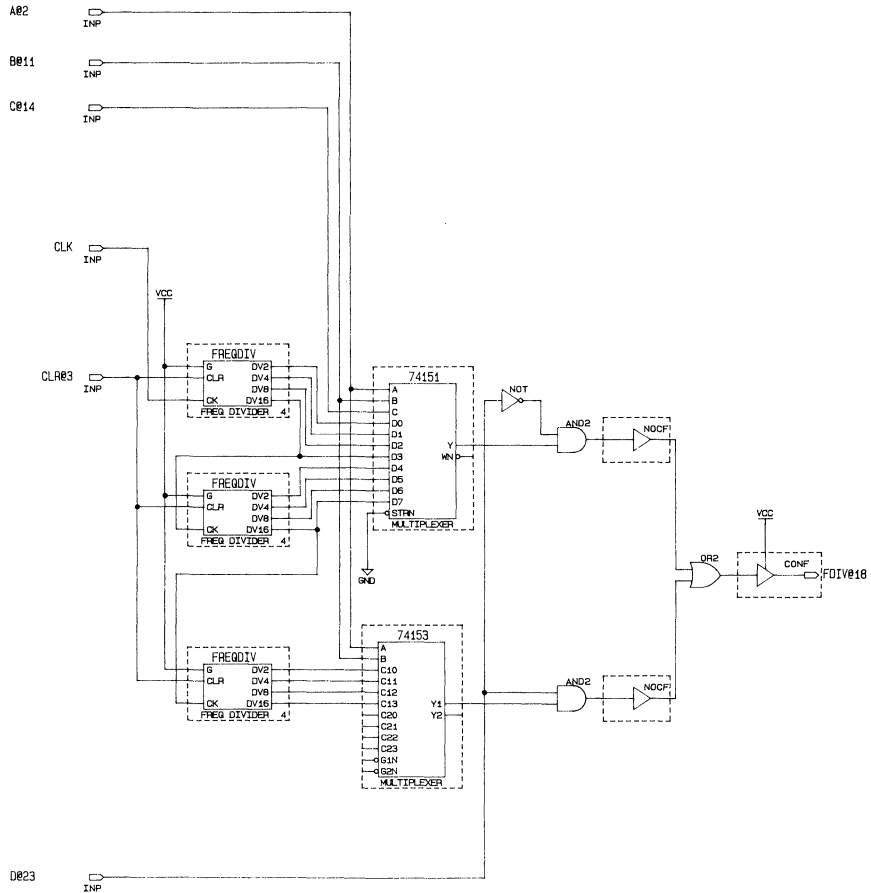 A@2
INP
B@11
INP
C@14
INP
CLK
INP
VCC
CLR@3
INP
FREQDIV
G DV2
CLR DV4
DV8
CK DV16
FREQ DIVIDER 4
FREQDIV
G DV2
CLR DV4
DV8
CK DV16
FREQ DIVIDER 4
74151
A
B
C
D0
D1
D2 Y
D3 WN
D4
D5
D6
D7
STRN
MULTIPLEXER
GND
NOT
AND2
NOCF
VCC
OR2
CONF
FDIV@18
FREQDIV
G DV2
CLR DV4
DV8
CK DV16
FREQ DIVIDER 4
74153
A
B
C10
C11
C12
C13 Y1
C20 Y2
C21
C22
C23
G1N
G2N
MULTIPLEXER
AND2
NOCF
D@23
INP